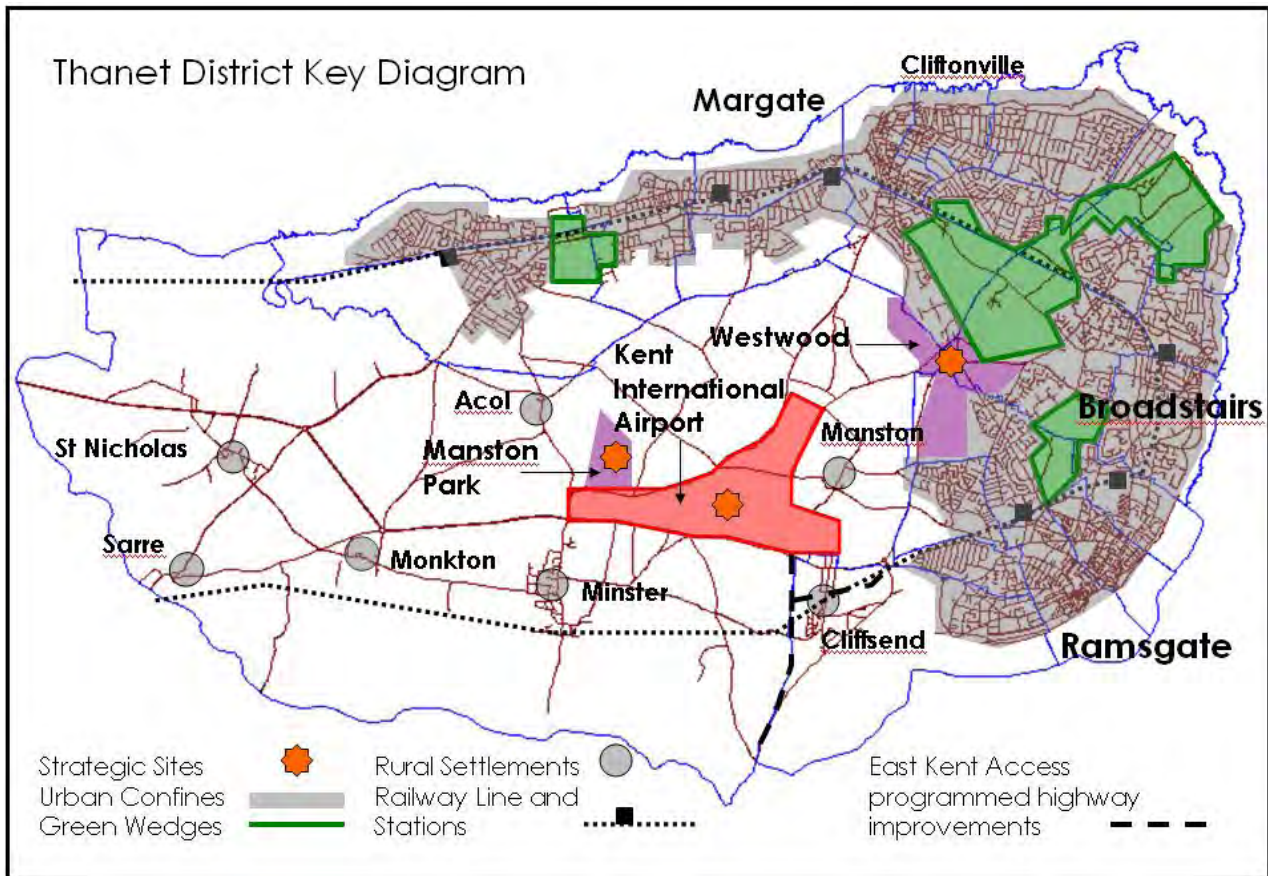 Thanet District Key Diagram
Cliftonville
Margate
Westwood
Kent
International
Airport
Acol
Broadstairs
Manston
St Nicholas
Manston
Park
Sarre
Monkton
Minster
Cliffsend
Ramsgate
Strategic Sites
Urban Confines
Green Wedges
Rural Settlements
Railway Line and
Stations
East Kent Access
programmed highway
improvements